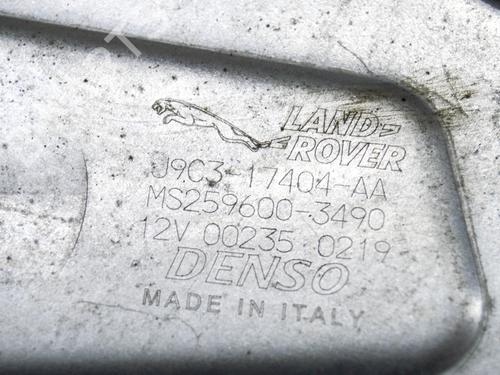 LAND-
ROVER
J9C3-17404-AA
MS259600-3490
12V 00235 0219
DENSO
MADE IN ITALY